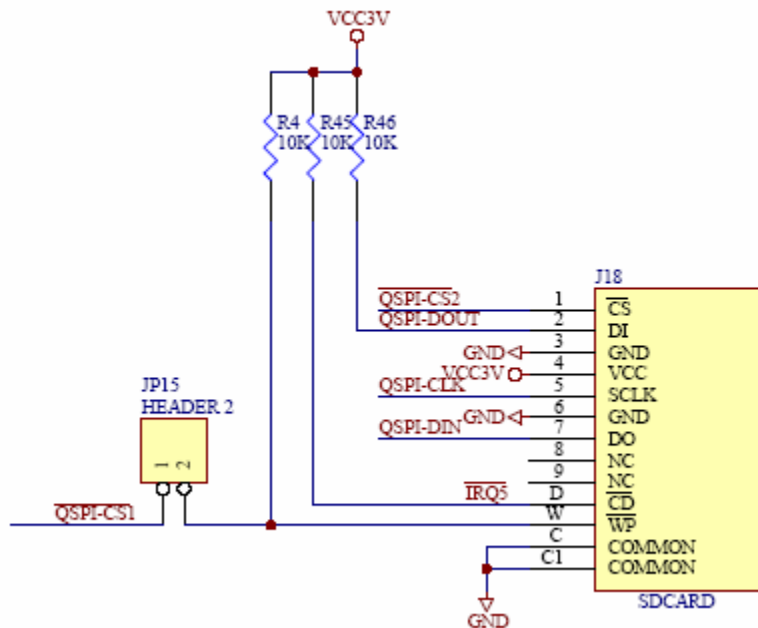 VCC3V
R4 R45 R46
10K 10K 10K
J18
QSPI-CS2 1 CS
QSPI-DOUT 2 DI
GND 3 GND
VCC3V 4 VCC
QSPI-CLK 5 SCLK
GND 6 GND
QSPI-DIN 7 DO
8 NC
9 NC
IRQ5 D CD
QSPI-CS1 W WP
C COMMON
C1 COMMON
GND
SDCARD
JP15
HEADER 2
1 2